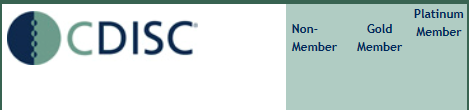 CDISC®
Non-
Member
Gold
Member
Platinum
Member